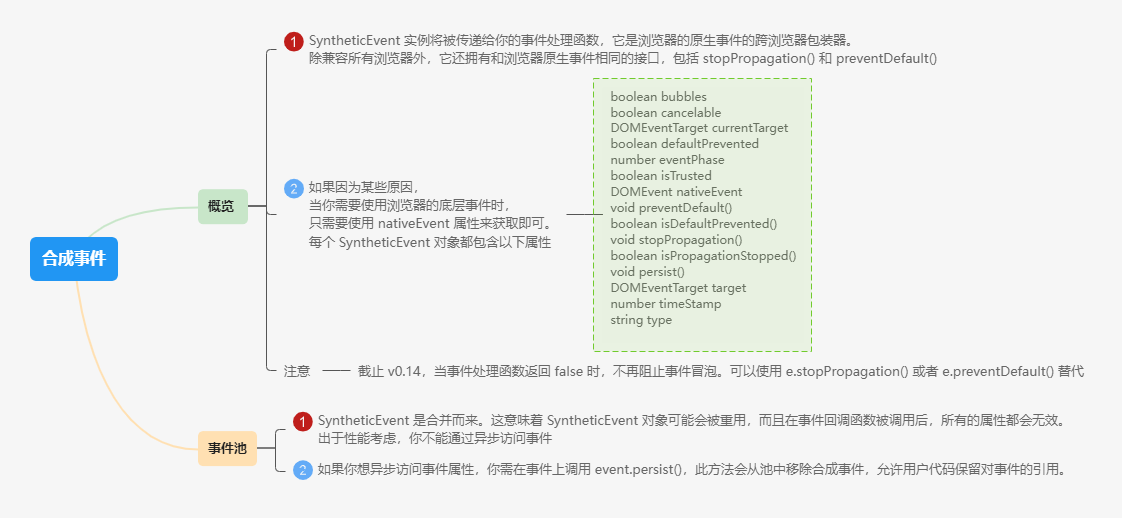 合成事件
概览
1 SyntheticEvent 实例将被传递给你的事件处理函数，它是浏览器的原生事件的跨浏览器包装器。
除兼容所有浏览器外，它还拥有和浏览器原生事件相同的接口，包括 stopPropagation() 和 preventDefault()
2 如果因为某些原因，
当你需要使用浏览器的底层事件时，
只需要使用 nativeEvent 属性来获取即可。
每个 SyntheticEvent 对象都包含以下属性
boolean bubbles
boolean cancelable
DOMEventTarget currentTarget
boolean defaultPrevented
number eventPhase
boolean isTrusted
DOMEvent nativeEvent
void preventDefault()
boolean isDefaultPrevented()
void stopPropagation()
boolean isPropagationStopped()
void persist()
DOMEventTarget target
number timeStamp
string type
注意
截止 v0.14，当事件处理函数返回 false 时，不再阻止事件冒泡。可以使用 e.stopPropagation() 或者 e.preventDefault() 替代
事件池
1 SyntheticEvent 是合并而来。这意味着 SyntheticEvent 对象可能会被重用，而且在事件回调函数被调用后，所有的属性都会无效。
出于性能考虑，你不能通过异步访问事件
2 如果你想异步访问事件属性，你需在事件上调用 event.persist()，此方法会从池中移除合成事件，允许用户代码保留对事件的引用。